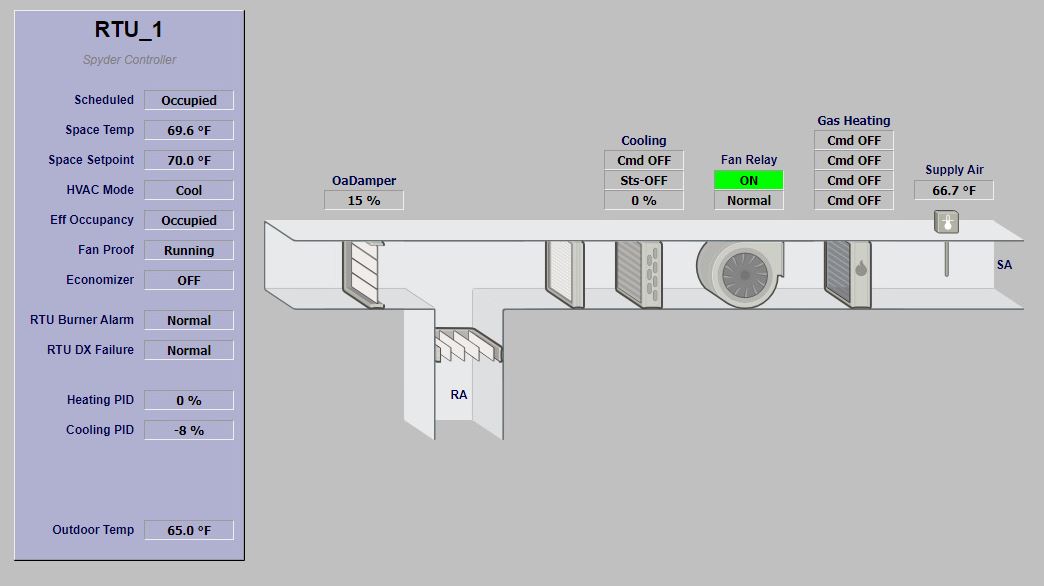 RTU_1
Spyder Controller
Scheduled Occupied
Space Temp 69.6 °F
Space Setpoint 70.0 °F
HVAC Mode Cool
Eff Occupancy Occupied
Fan Proof Running
Economizer OFF
RTU Burner Alarm Normal
RTU DX Failure Normal
Heating PID 0 %
Cooling PID -8 %
Outdoor Temp 65.0 °F
OaDamper
15 %
Cooling
Cmd OFF
Sts-OFF
0 %
Fan Relay
ON
Normal
Gas Heating
Cmd OFF
Cmd OFF
Cmd OFF
Cmd OFF
Supply Air
66.7 °F
SA
RA